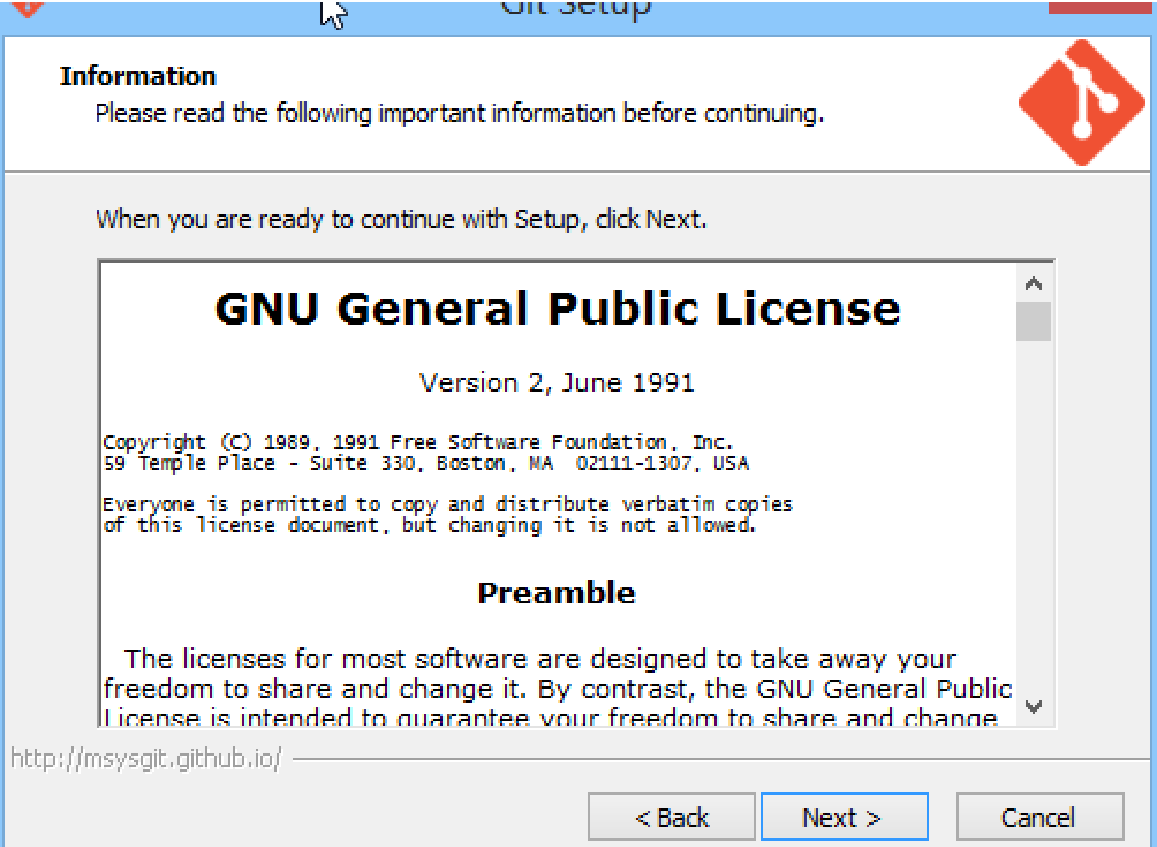 Git Setup
Information
Please read the following important information before continuing.
When you are ready to continue with Setup, click Next.
GNU General Public License
Version 2, June 1991
Copyright (C) 1989, 1991 Free Software Foundation, Inc.
59 Temple Place - Suite 330, Boston, MA 02111-1307, USA
Everyone is permitted to copy and distribute verbatim copies
of this license document, but changing it is not allowed.
Preamble
The licenses for most software are designed to take away your
freedom to share and change it. By contrast, the GNU General Public
License is intended to guarantee your freedom to share and change
http://msysgit.github.io/
< Back
Next >
Cancel